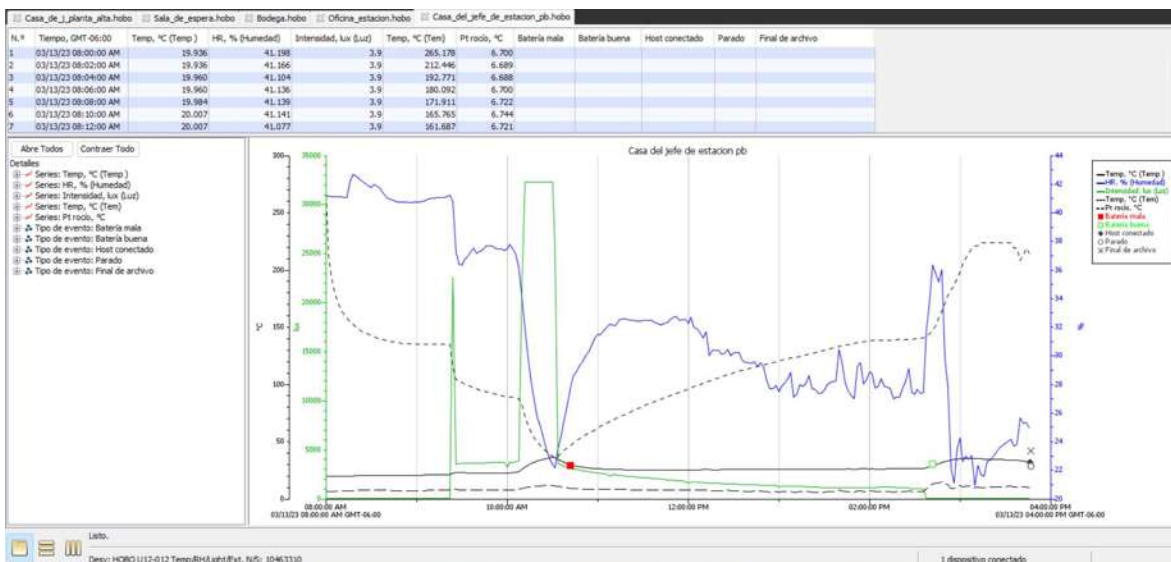 Casa_de_j_planta_alta.hobo Sala_de_espera.hobo Bodega.hobo Oficina_estacion.hobo Casa_del_jefe_de_estacion_pb.hobo
N.º Tiempo, GMT-06:00 Temp, °C (Temp ) HR, % (Humedad) Intensidad, lux (Luz) Temp, °C (Tem) Pt rocío, °C Batería mala Batería buena Host conectado Parado Final de archivo
1 03/13/23 08:00:00 AM 19.936 41.198 3.9 265.178 6.700
2 03/13/23 08:02:00 AM 19.936 41.166 3.9 212.446 6.689
3 03/13/23 08:04:00 AM 19.960 41.104 3.9 192.771 6.688
4 03/13/23 08:06:00 AM 19.960 41.136 3.9 180.092 6.700
5 03/13/23 08:08:00 AM 19.984 41.139 3.9 171.911 6.722
6 03/13/23 08:10:00 AM 20.007 41.141 3.9 165.765 6.744
7 03/13/23 08:12:00 AM 20.007 41.077 3.9 161.687 6.721
Abre Todos Contraer Todo
Detalles
Series: Temp, °C (Temp )
Series: HR, % (Humedad)
Series: Intensidad, lux (Luz)
Series: Temp, °C (Tem)
Series: Pt rocío, °C
Tipo de evento: Batería mala
Tipo de evento: Batería buena
Tipo de evento: Host conectado
Tipo de evento: Parado
Tipo de evento: Final de archivo
Casa del jefe de estacion pb
300
250
200
150
100
50
0
°C
35000
30000
25000
20000
15000
10000
5000
0
lux
44
42
40
38
36
34
32
30
28
26
24
22
20
%
Temp, °C (Temp )
HR, % (Humedad)
Intensidad, lux (Luz)
Temp, °C (Tem)
Pt rocío, °C
Batería mala
Batería buena
Host conectado
Parado
Final de archivo
08:00:00 AM 10:00:00 AM 12:00:00 PM 02:00:00 PM 04:00:00 PM
03/13/23 08:00:00 AM GMT-06:00 03/13/23 04:00:00 PM GMT-06:00
Listo.
Desv: HOBO U12-012 Temp/RH/Light/Ext. N/S: 10463310 1 dispositivo conectado